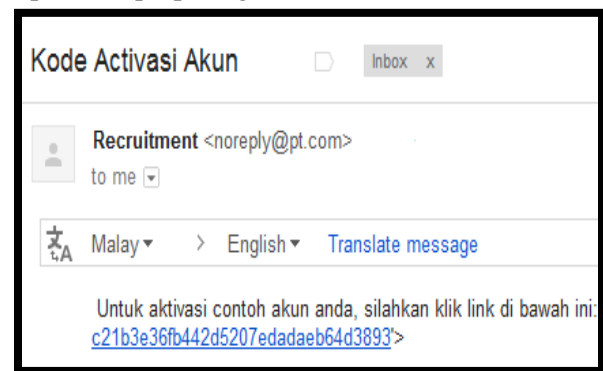 Kode Activasi Akun
Inbox x
Recruitment <noreply@pt.com>
to me
Malay > English Translate message
Untuk aktivasi contoh akun anda, silahkan klik link di bawah ini:
c21b3e36fb442d5207edadaeb64d3893'>